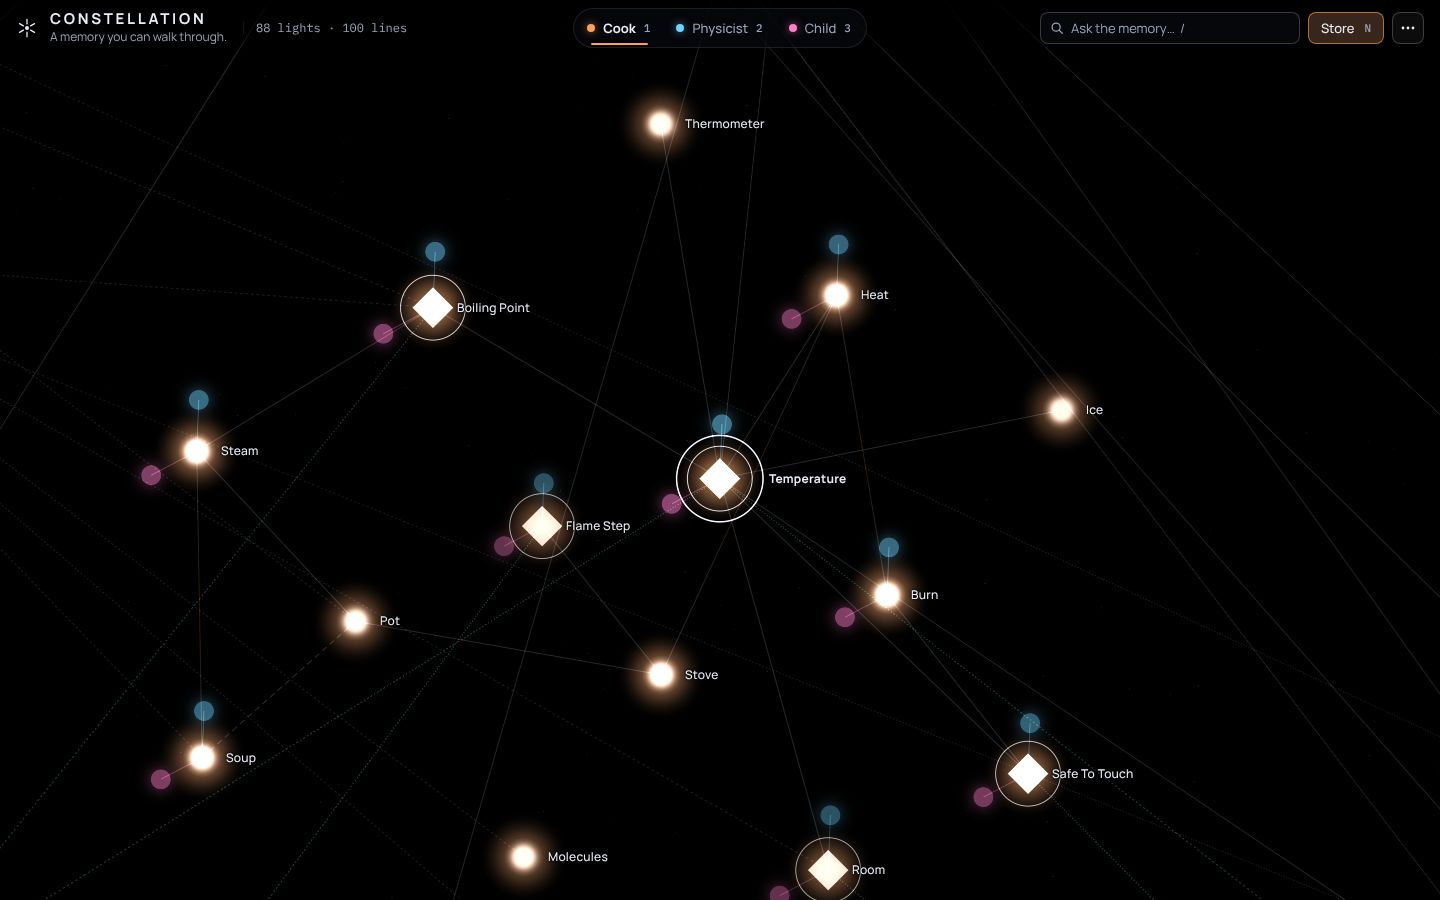 CONSTELLATION
A memory you can walk through.
88 lights · 100 lines
Cook 1
Physicist 2
Child 3
Ask the memory... /
Store N
Thermometer
Boiling Point
Heat
Ice
Steam
Temperature
Flame Step
Burn
Pot
Stove
Soup
Safe To Touch
Molecules
Room